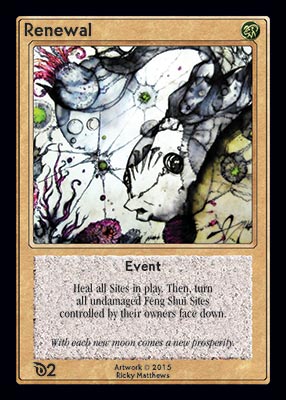 Renewal
Event
Heal all Sites in play. Then, turn
all undamaged Feng Shui Sites
controlled by their owners face down.
With each new moon comes a new prosperity.
2
Artwork © 2015
Ricky Matthews